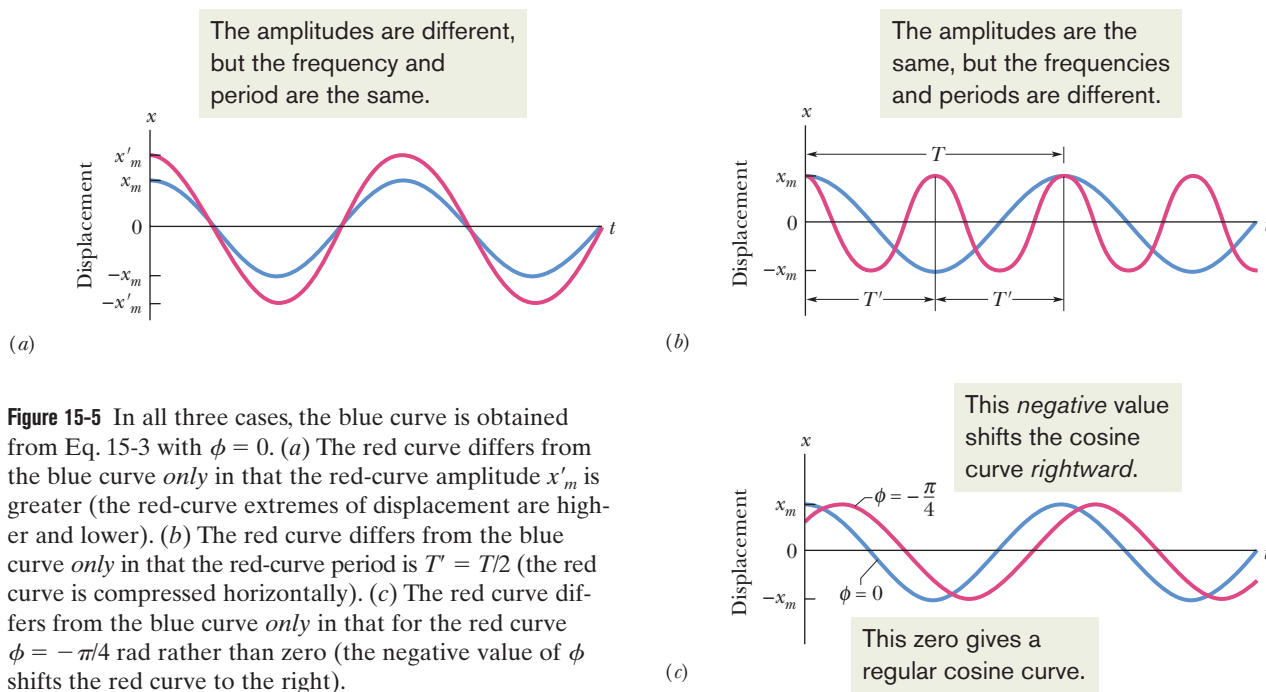 The amplitudes are different,
but the frequency and
period are the same.
x
x′m
xm
0
−xm
−x′m
Displacement
t
(a)
The amplitudes are the
same, but the frequencies
and periods are different.
x
T
xm
0
−xm
Displacement
T′
T′
(b)
Figure 15-5 In all three cases, the blue curve is obtained
from Eq. 15-3 with ϕ = 0. (a) The red curve differs from
the blue curve only in that the red-curve amplitude x′m is
greater (the red-curve extremes of displacement are high-
er and lower). (b) The red curve differs from the blue
curve only in that the red-curve period is T′ = T/2 (the red
curve is compressed horizontally). (c) The red curve dif-
fers from the blue curve only in that for the red curve
ϕ = −π/4 rad rather than zero (the negative value of ϕ
shifts the red curve to the right).
This negative value
shifts the cosine
curve rightward.
x
xm
0
−xm
Displacement
ϕ = −π/4
ϕ = 0
This zero gives a
regular cosine curve.
(c)